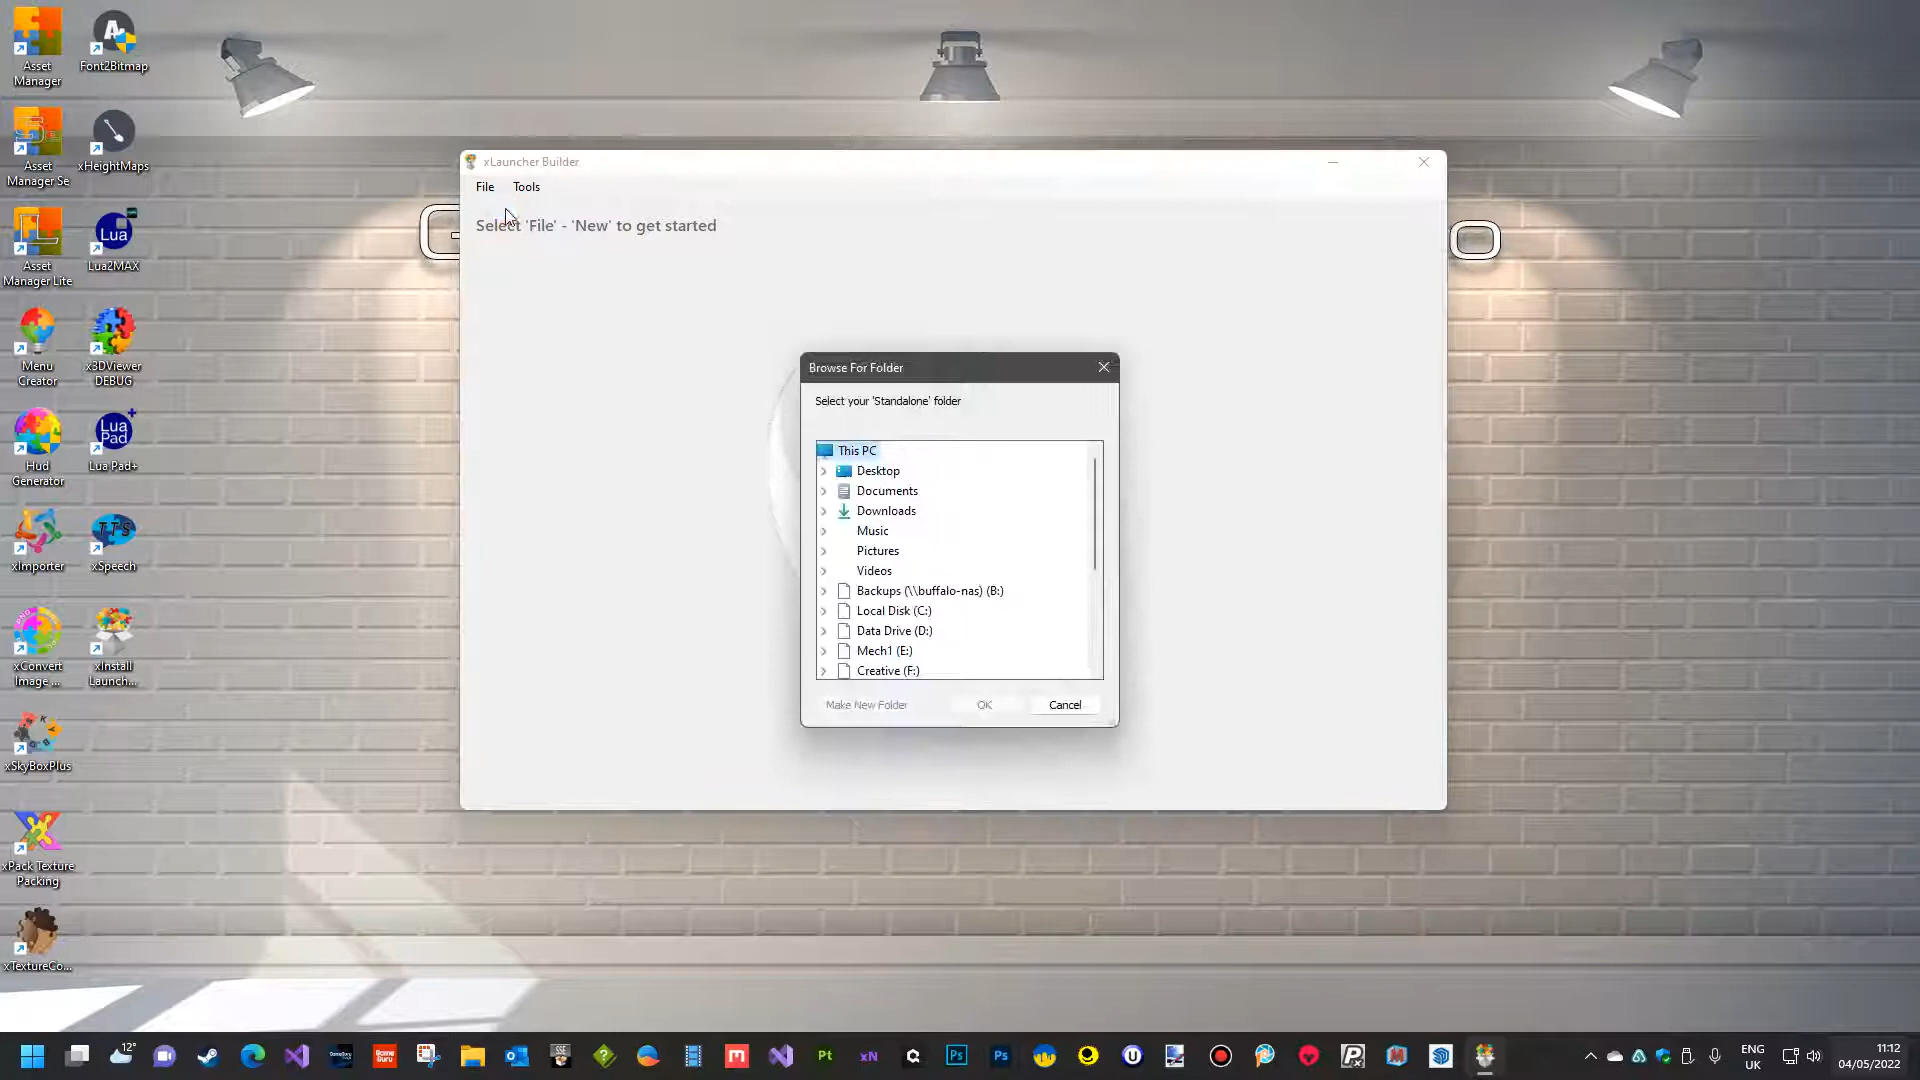 Asset
Manager
Font2Bitmap
Asset
Manager Se
xHeightMaps
Asset
Manager Lite
Lua
Lua2MAX
Menu
Creator
x3DViewer
DEBUG
Hud
Generator
Lua
Pad
Lua Pad+
xImporter
TTS
xSpeech
xConvert
Image ...
xInstall
Launch...
xSkyBoxPlus
xPack Texture
Packing
xTextureCo...
xLauncher Builder
File Tools
Select 'File' - 'New' to get started
Browse For Folder
Select your 'Standalone' folder
This PC
Desktop
Documents
Downloads
Music
Pictures
Videos
Backups (\\buffalo-nas) (B:)
Local Disk (C:)
Data Drive (D:)
Mech1 (E:)
Creative (F:)
Make New Folder OK Cancel
12°
Pt
xN
Ps
Ps
ENG
UK
11:12
04/05/2022